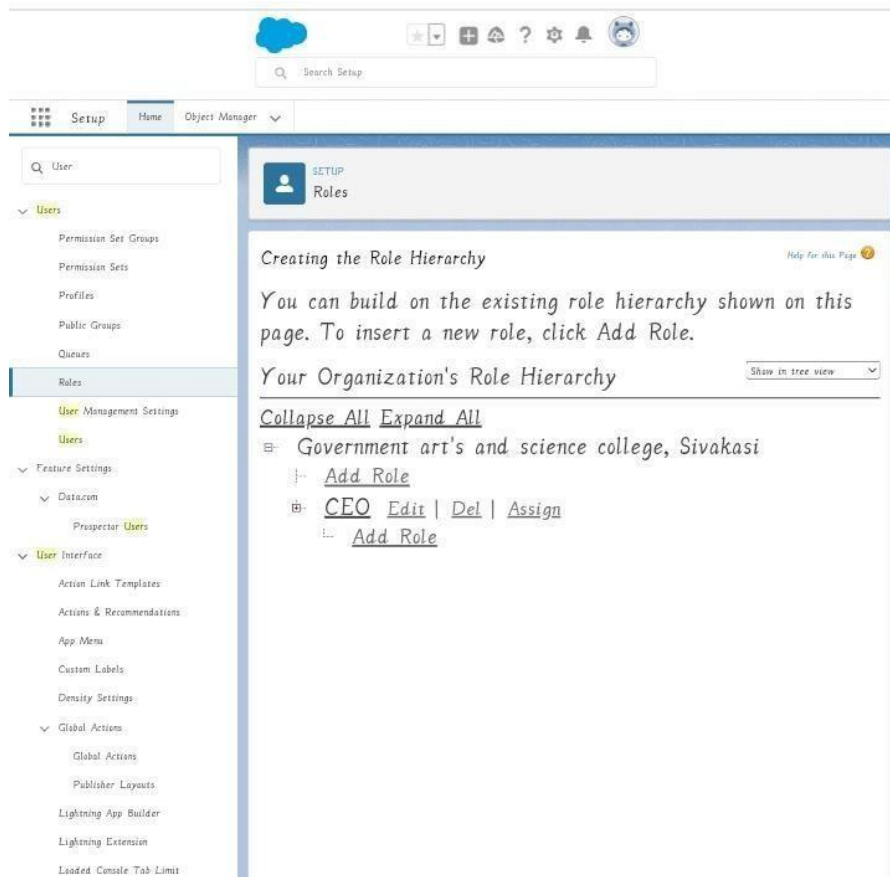 Search Setup
Setup Home Object Manager
User
Users
Permission Set Groups
Permission Sets
Profiles
Public Groups
Queues
Roles
User Management Settings
Users
Feature Settings
Data.com
Prospector Users
User Interface
Action Link Templates
Actions & Recommendations
App Menu
Custom Labels
Density Settings
Global Actions
Global Actions
Publisher Layouts
Lightning App Builder
Lightning Extension
Loaded Console Tab Limit
SETUP
Roles
Creating the Role Hierarchy
Help for this Page
You can build on the existing role hierarchy shown on this
page. To insert a new role, click Add Role.
Your Organization's Role Hierarchy
Show in tree view
Collapse All Expand All
Government art's and science college, Sivakasi
Add Role
CEO Edit | Del | Assign
Add Role